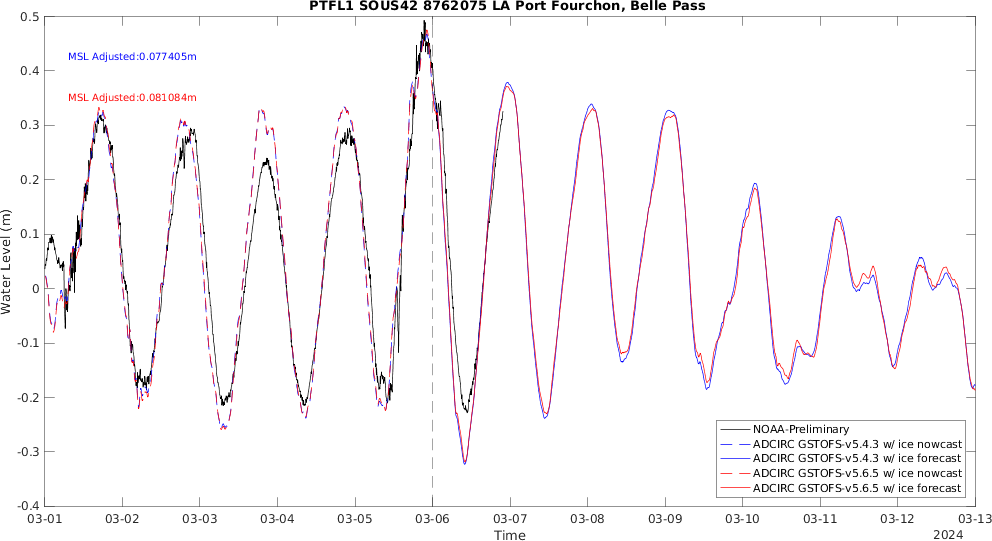 PTFL1 SOUS42 8762075 LA Port Fourchon, Belle Pass
MSL Adjusted:0.077405m
MSL Adjusted:0.081084m
Water Level (m)
0.5
0.4
0.3
0.2
0.1
0
-0.1
-0.2
-0.3
-0.4
NOAA-Preliminary
ADCIRC GSTOFS-v5.4.3 w/ ice nowcast
ADCIRC GSTOFS-v5.4.3 w/ ice forecast
ADCIRC GSTOFS-v5.6.5 w/ ice nowcast
ADCIRC GSTOFS-v5.6.5 w/ ice forecast
03-01 03-02 03-03 03-04 03-05 03-06 03-07 03-08 03-09 03-10 03-11 03-12 03-13
Time
2024